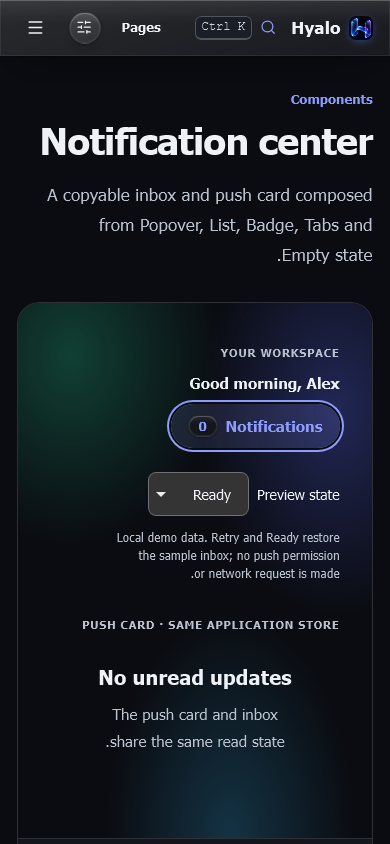 Hyalo
Ctrl K
Pages
Components
Notification center
A copyable inbox and push card composed
from Popover, List, Badge, Tabs and
.Empty state
YOUR WORKSPACE
Good morning, Alex
Notifications 0
Preview state Ready
Local demo data. Retry and Ready restore
the sample inbox; no push permission
.or network request is made
PUSH CARD · SAME APPLICATION STORE
No unread updates
The push card and inbox
.share the same read state